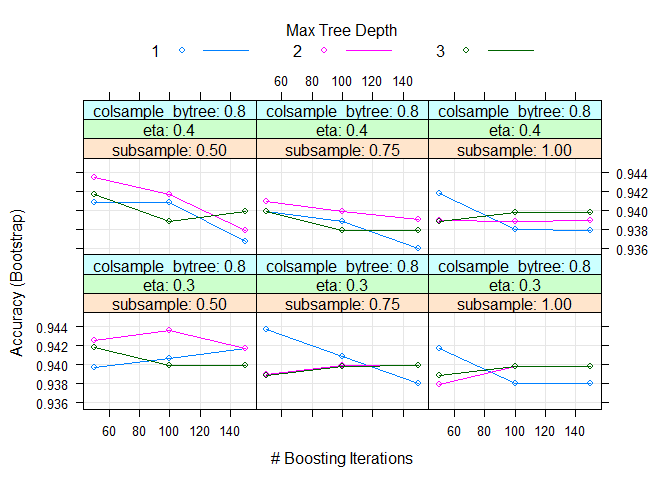 Max Tree Depth
1 2 3
60 80 100 140
colsample_bytree: 0.8 colsample_bytree: 0.8 colsample_bytree: 0.8
eta: 0.4 eta: 0.4 eta: 0.4
subsample: 0.50 subsample: 0.75 subsample: 1.00
0.944
0.942
0.940
0.938
0.936
colsample_bytree: 0.8 colsample_bytree: 0.8 colsample_bytree: 0.8
eta: 0.3 eta: 0.3 eta: 0.3
subsample: 0.50 subsample: 0.75 subsample: 1.00
0.944
0.942
0.940
0.938
0.936
Accuracy (Bootstrap)
60 80 100 140 60 80 100 120 140
# Boosting Iterations